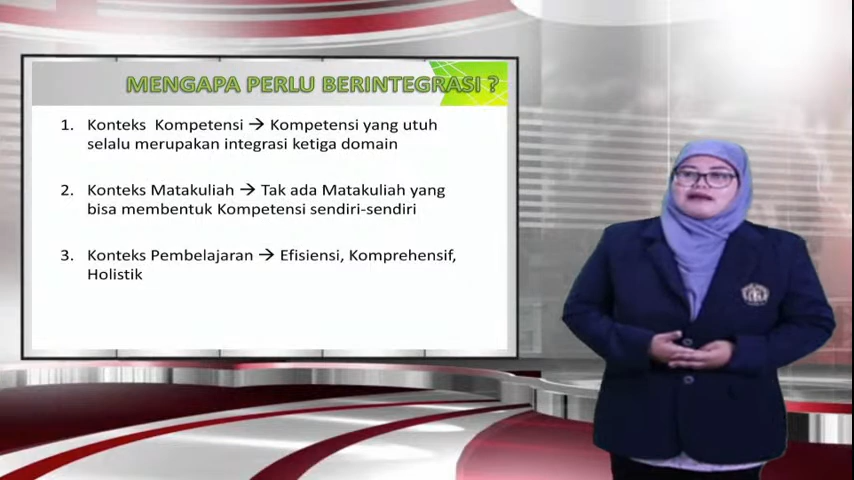 MENGAPA PERLU BERINTEGRASI ?
1. Konteks Kompetensi → Kompetensi yang utuh
selalu merupakan integrasi ketiga domain
2. Konteks Matakuliah → Tak ada Matakuliah yang
bisa membentuk Kompetensi sendiri-sendiri
3. Konteks Pembelajaran → Efisiensi, Komprehensif,
Holistik